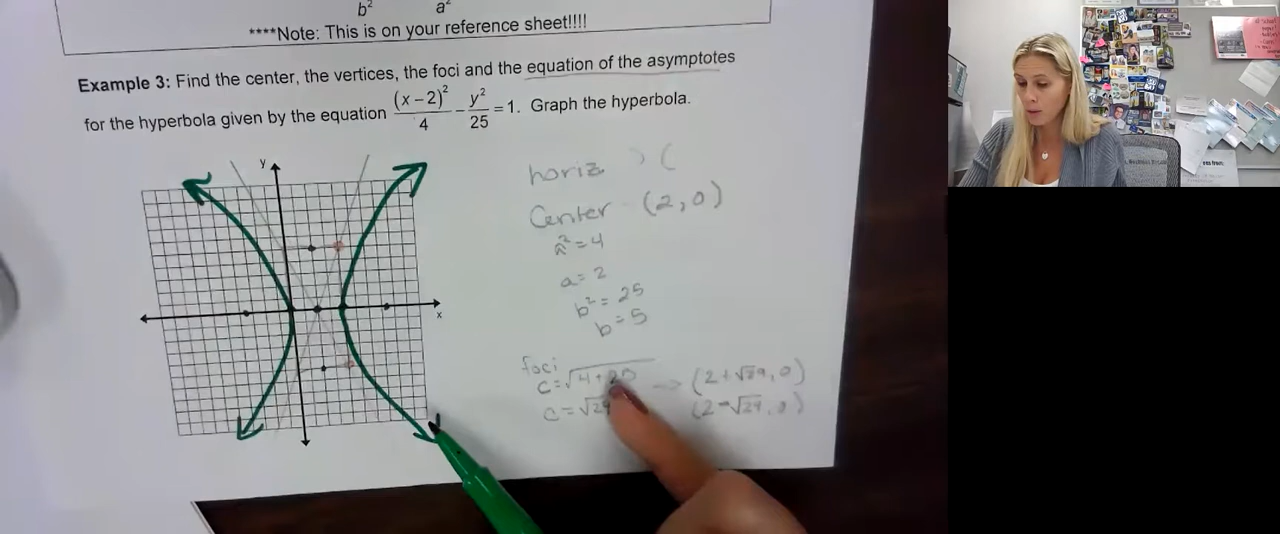 b² a²
****Note: This is on your reference sheet!!!!
Example 3: Find the center, the vertices, the foci and the equation of the asymptotes
for the hyperbola given by the equation (x − 2)²/4 − y²/25 = 1. Graph the hyperbola.
y
x
horiz ) (
Center (2,0)
a² = 4
a = 2
b² = 25
b = 5
foci
c = √4+25 → (2+√29, 0)
c = √29 (2-√29, 0)